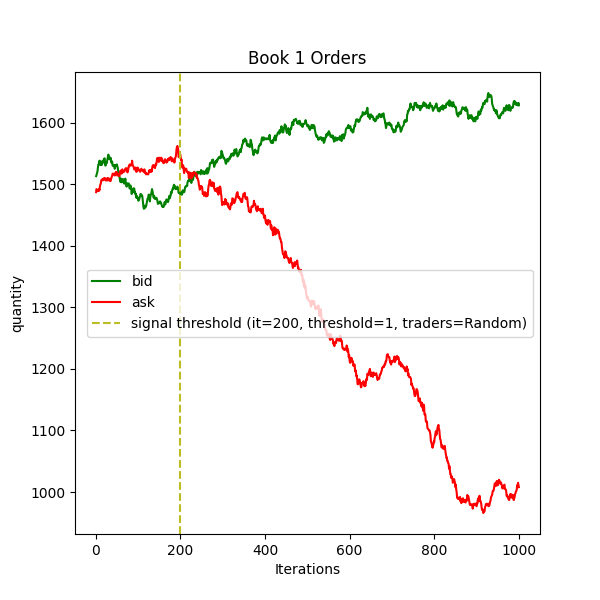 Book 1 Orders
quantity
1600
1500
1400
1300
1200
1100
1000
bid
ask
signal threshold (it=200, threshold=1, traders=Random)
0 200 400 600 800 1000
Iterations